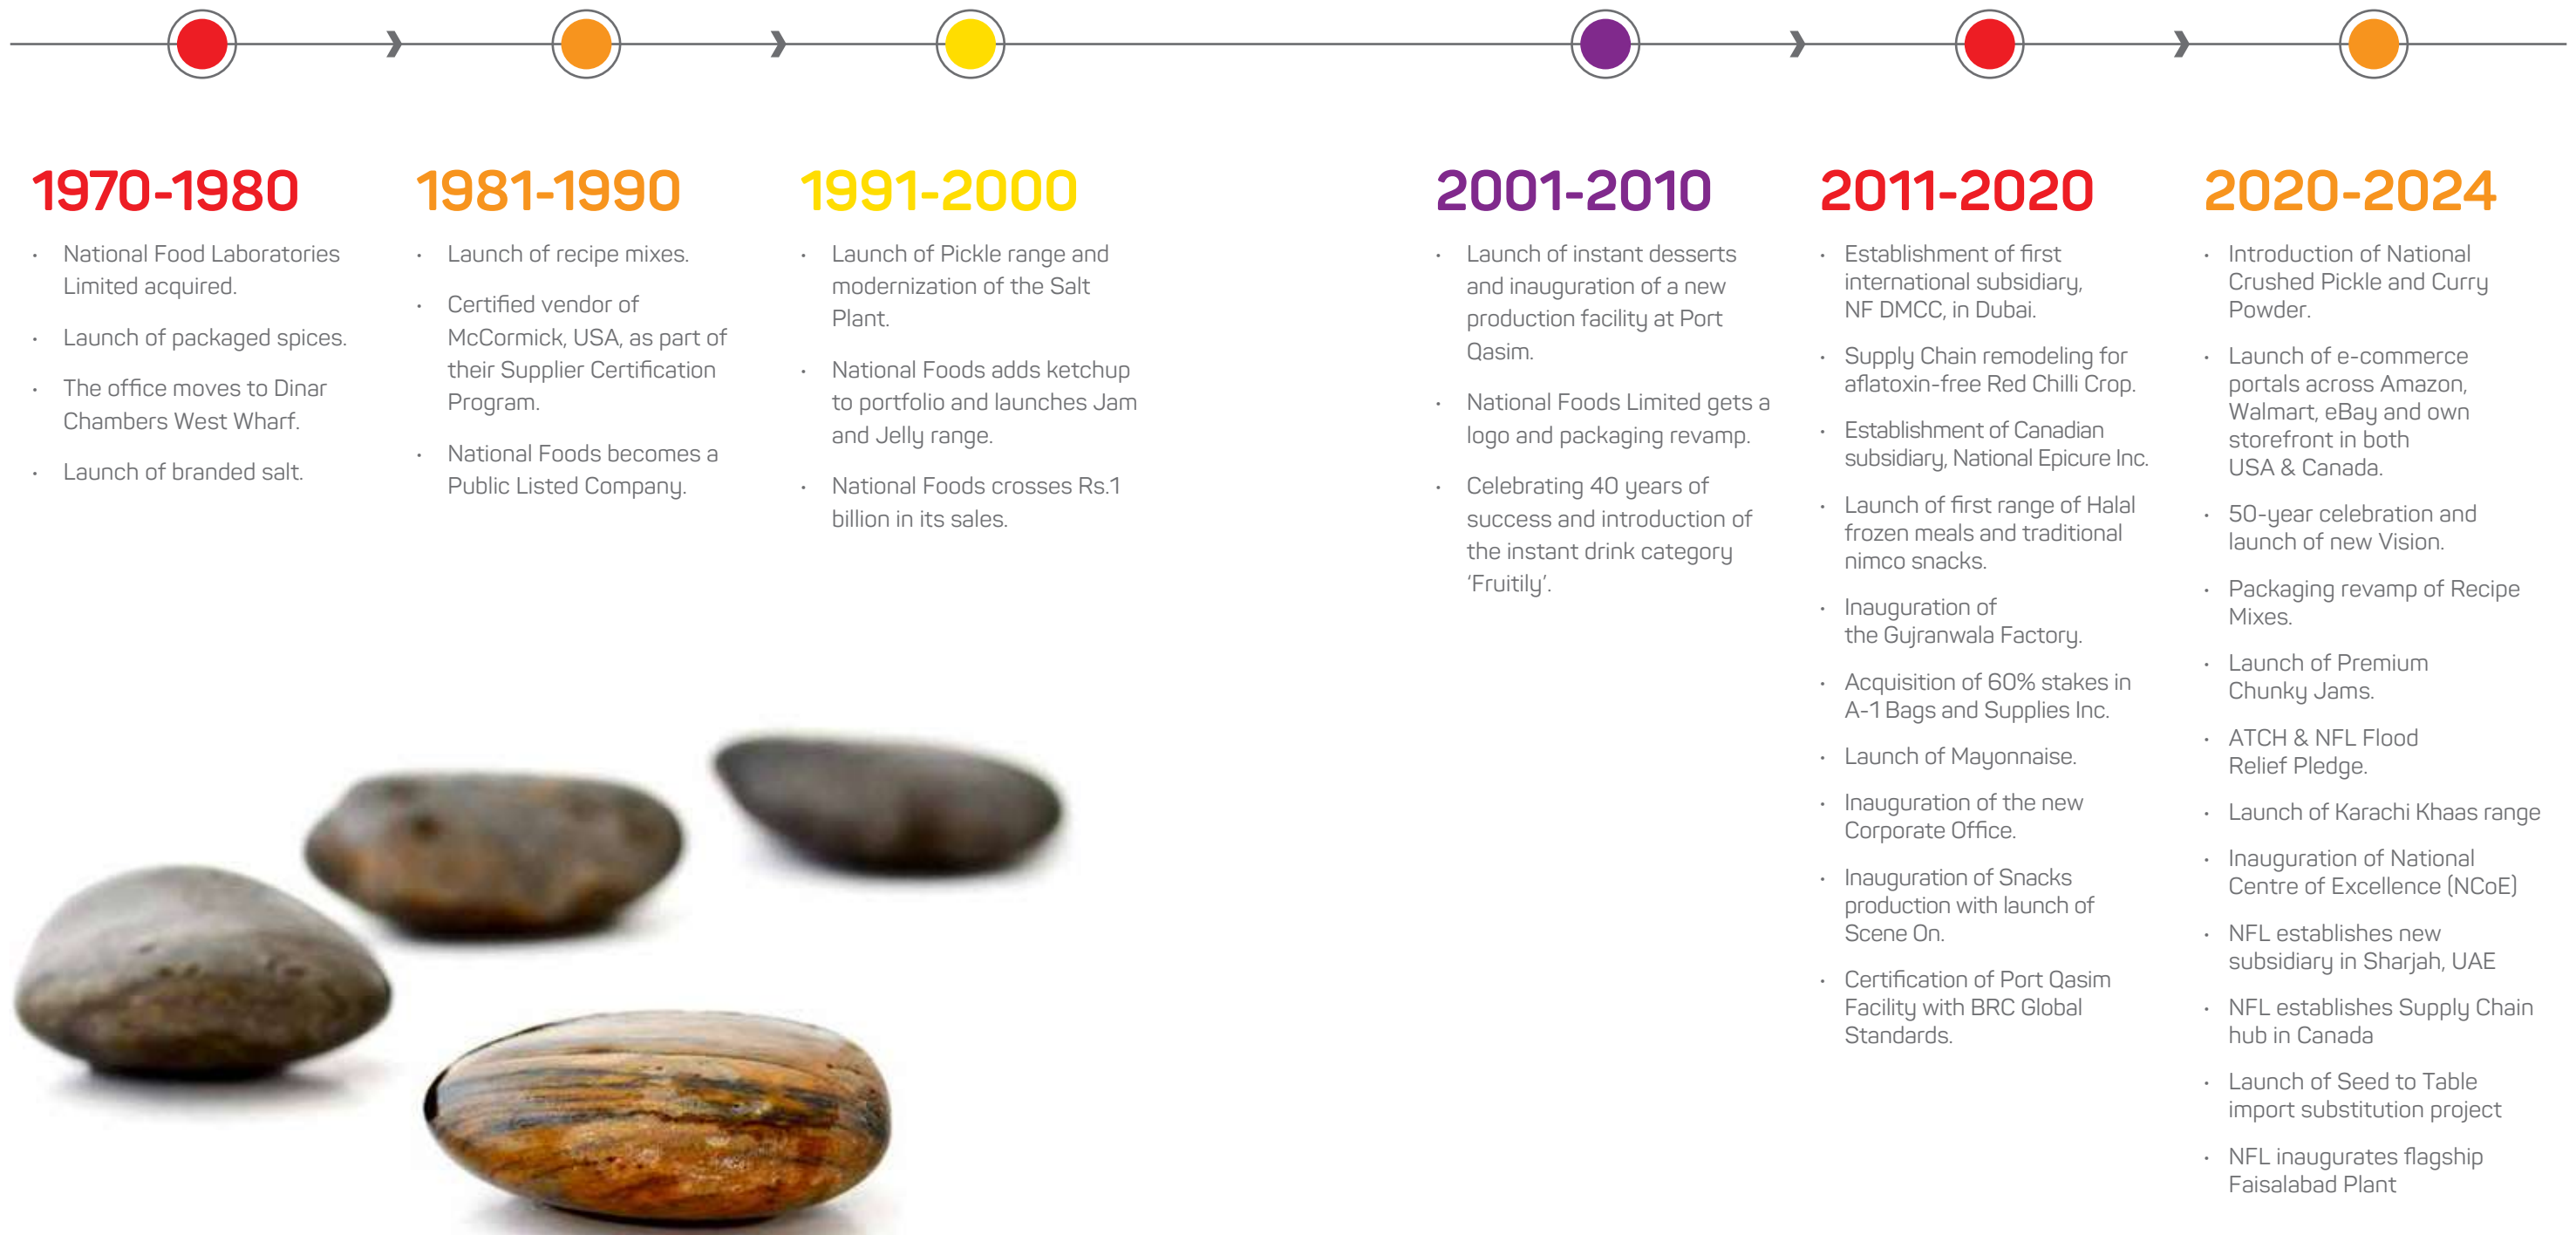 1970-1980
• National Food Laboratories
Limited acquired.
• Launch of packaged spices.
• The office moves to Dinar
Chambers West Wharf.
• Launch of branded salt.
1981-1990
• Launch of recipe mixes.
• Certified vendor of
McCormick, USA, as part of
their Supplier Certification
Program.
• National Foods becomes a
Public Listed Company.
1991-2000
• Launch of Pickle range and
modernization of the Salt
Plant.
• National Foods adds ketchup
to portfolio and launches Jam
and Jelly range.
• National Foods crosses Rs.1
billion in its sales.
2001-2010
• Launch of instant desserts
and inauguration of a new
production facility at Port
Qasim.
• National Foods Limited gets a
logo and packaging revamp.
• Celebrating 40 years of
success and introduction of
the instant drink category
‘Fruitily’.
2011-2020
• Establishment of first
international subsidiary,
NF DMCC, in Dubai.
• Supply Chain remodeling for
aflatoxin-free Red Chilli Crop.
• Establishment of Canadian
subsidiary, National Epicure Inc.
• Launch of first range of Halal
frozen meals and traditional
nimco snacks.
• Inauguration of
the Gujranwala Factory.
• Acquisition of 60% stakes in
A-1 Bags and Supplies Inc.
• Launch of Mayonnaise.
• Inauguration of the new
Corporate Office.
• Inauguration of Snacks
production with launch of
Scene On.
• Certification of Port Qasim
Facility with BRC Global
Standards.
2020-2024
• Introduction of National
Crushed Pickle and Curry
Powder.
• Launch of e-commerce
portals across Amazon,
Walmart, eBay and own
storefront in both
USA & Canada.
• 50-year celebration and
launch of new Vision.
• Packaging revamp of Recipe
Mixes.
• Launch of Premium
Chunky Jams.
• ATCH & NFL Flood
Relief Pledge.
• Launch of Karachi Khaas range
• Inauguration of National
Centre of Excellence (NCoE)
• NFL establishes new
subsidiary in Sharjah, UAE
• NFL establishes Supply Chain
hub in Canada
• Launch of Seed to Table
import substitution project
• NFL inaugurates flagship
Faisalabad Plant